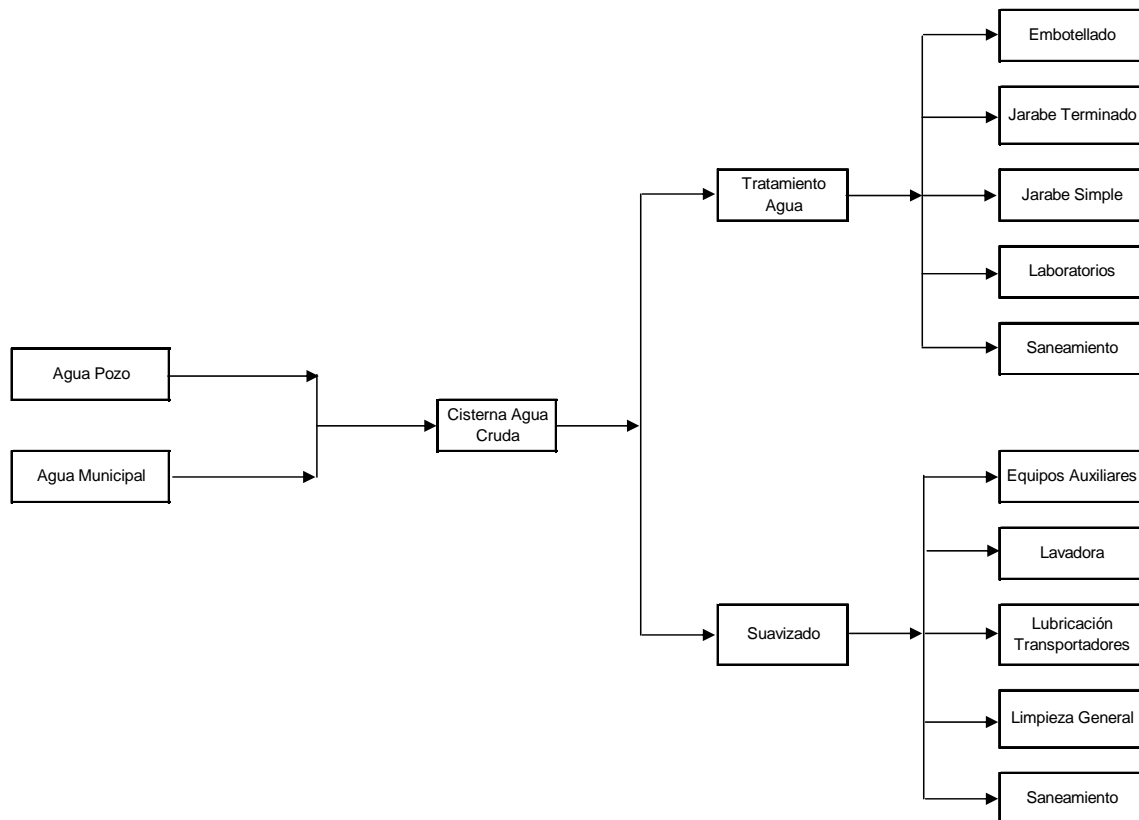 Embotellado
Jarabe Terminado
Tratamiento
Agua
Jarabe Simple
Laboratorios
Saneamiento
Agua Pozo
Cisterna Agua
Cruda
Agua Municipal
Equipos Auxiliares
Lavadora
Suavizado
Lubricación
Transportadores
Limpieza General
Saneamiento